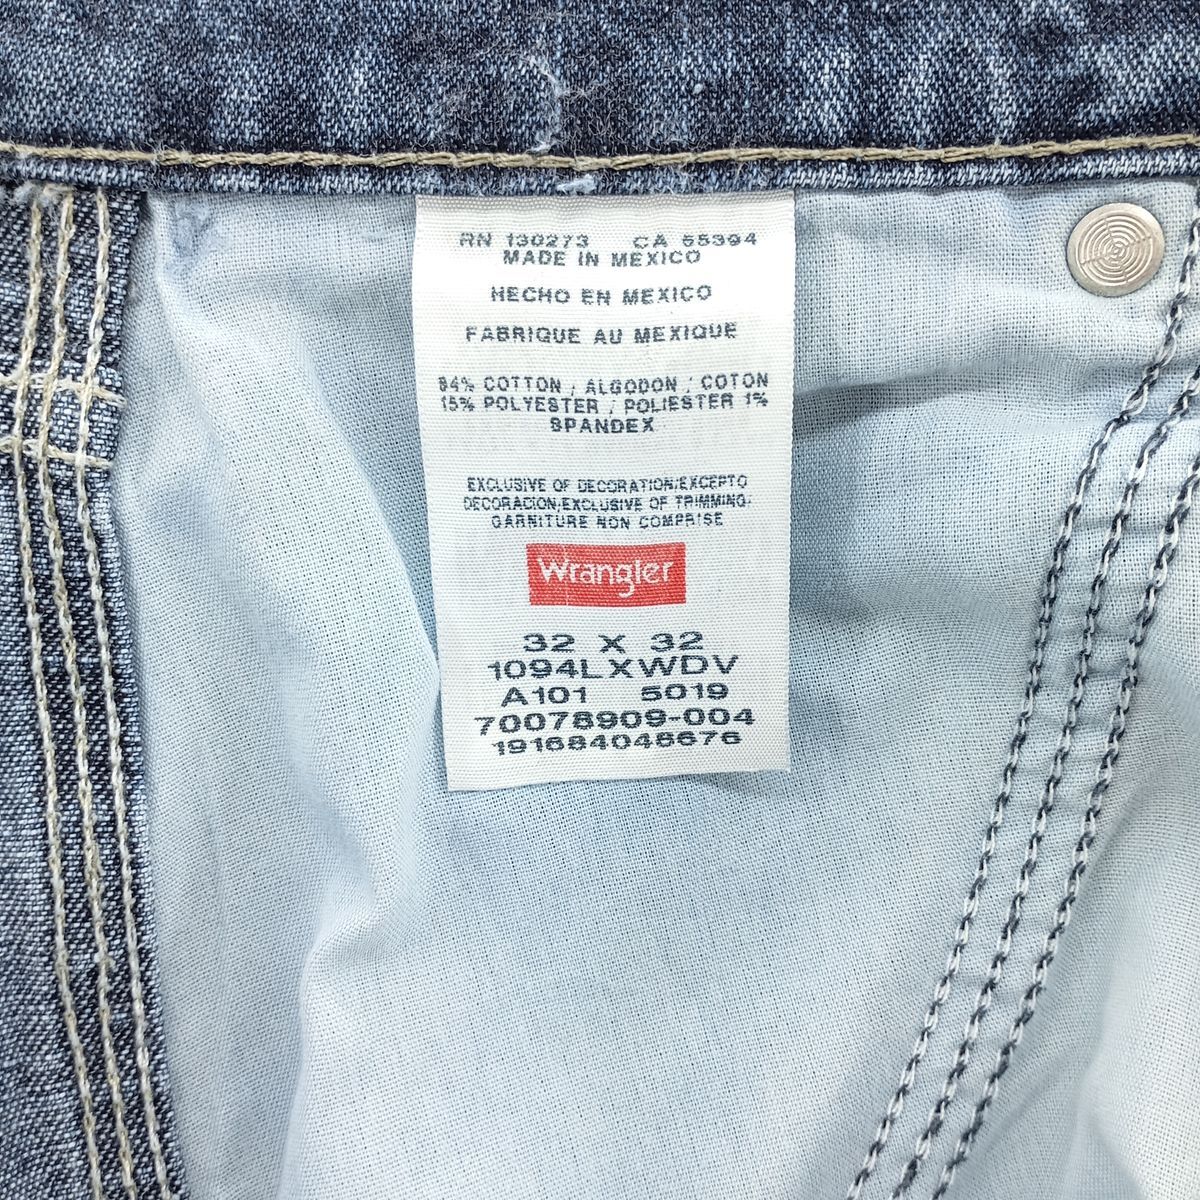 RN 130273 CA 55394
MADE IN MEXICO
HECHO EN MEXICO
FABRIQUE AU MEXIQUE
84% COTTON / ALGODON / COTON
15% POLYESTER / POLIESTER 1%
SPANDEX
EXCLUSIVE OF DECORATION/EXCEPTO
DECORACION/EXCLUSIVE OF TRIMMING-
GARNITURE NON COMPRISE
Wrangler
32 X 32
1094LXWDV
A101 5019
70078909-004
191684046676